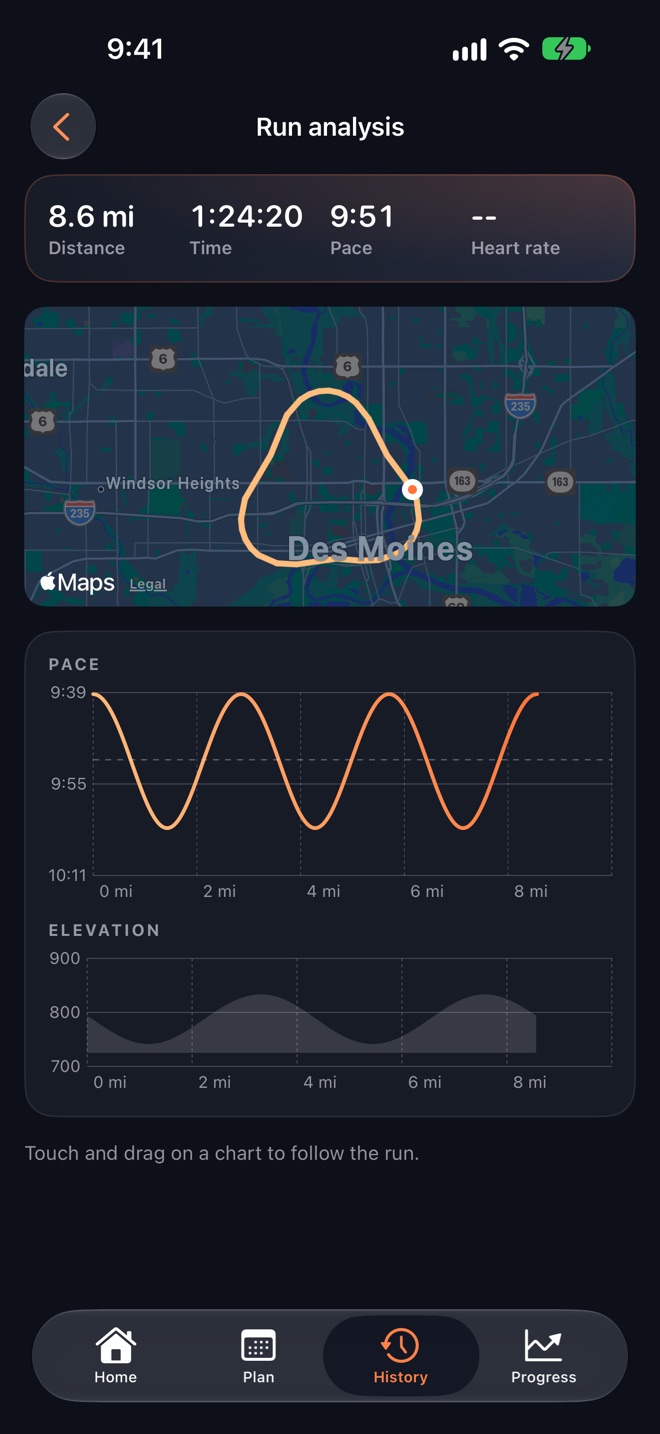 9:41
Run analysis
8.6 mi 1:24:20 9:51 --
Distance Time Pace Heart rate
dale
6
6
235
6
Windsor Heights
163
163
235
Des Moines
Maps Legal
PACE
9:39
9:55
10:11
0 mi 2 mi 4 mi 6 mi 8 mi
ELEVATION
900
800
700
0 mi 2 mi 4 mi 6 mi 8 mi
Touch and drag on a chart to follow the run.
Home Plan History Progress